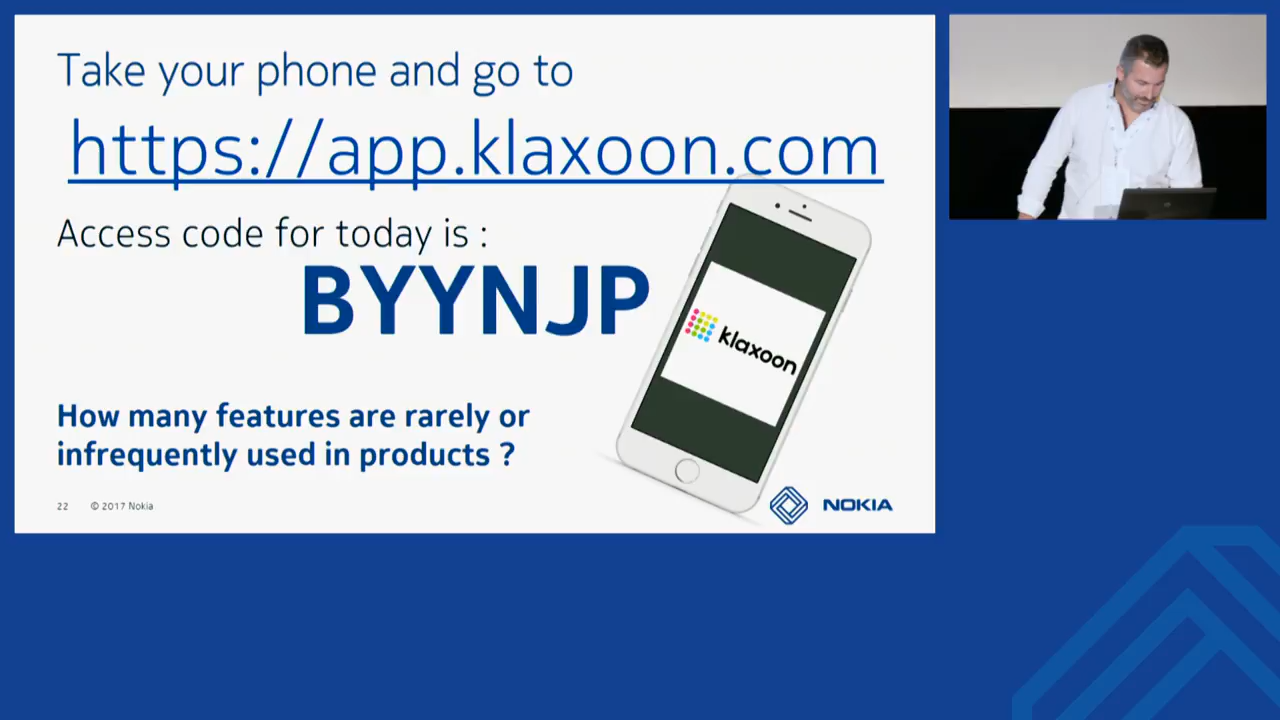 Take your phone and go to
https://app.klaxoon.com
Access code for today is :
BYYNJP
klaxoon
How many features are rarely or
infrequently used in products ?
22 © 2017 Nokia
NOKIA